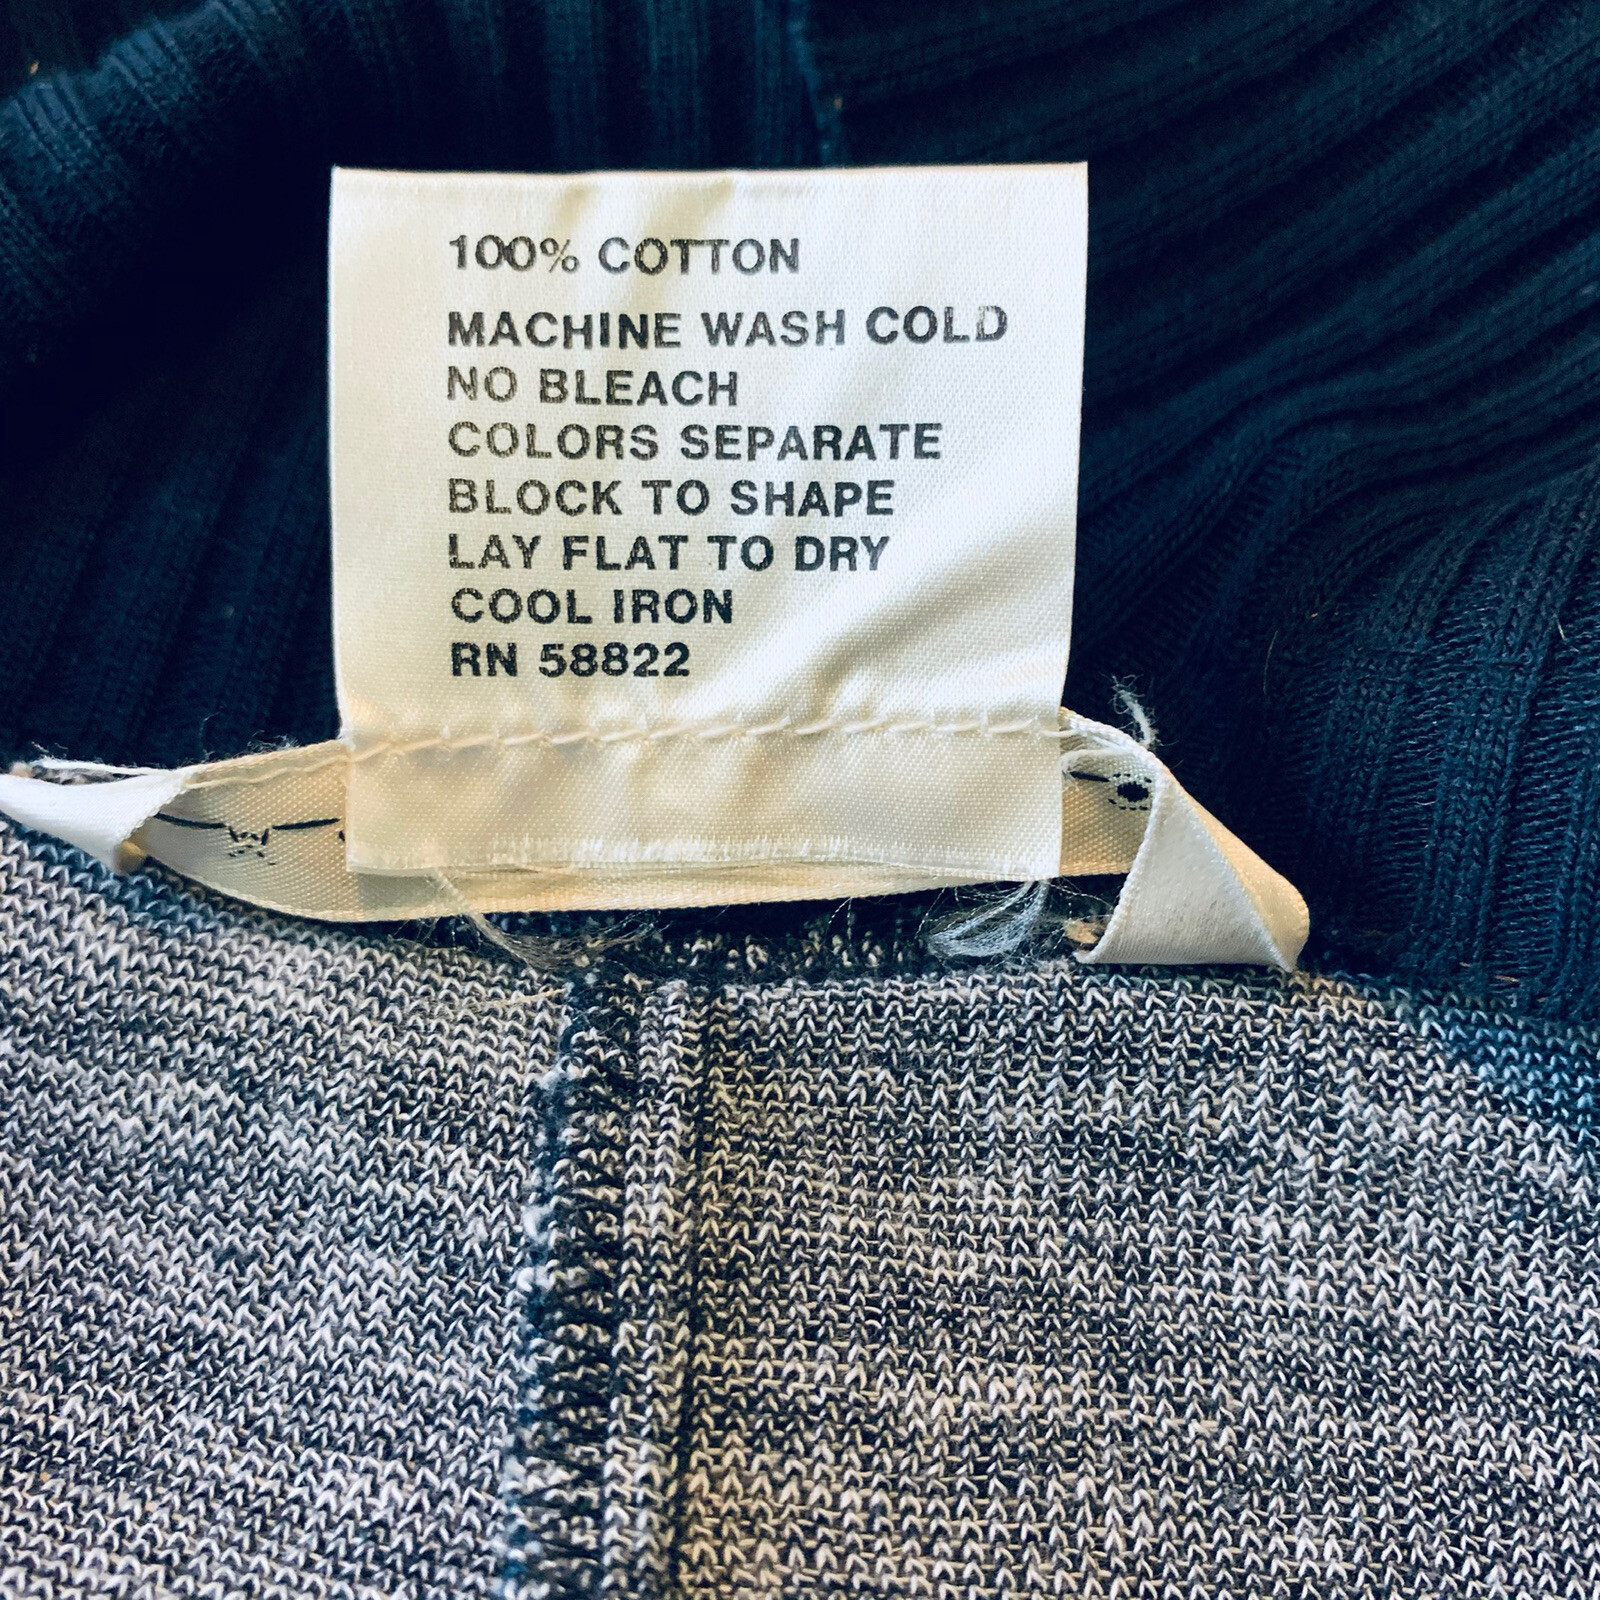 100% COTTON
MACHINE WASH COLD
NO BLEACH
COLORS SEPARATE
BLOCK TO SHAPE
LAY FLAT TO DRY
COOL IRON
RN 58822